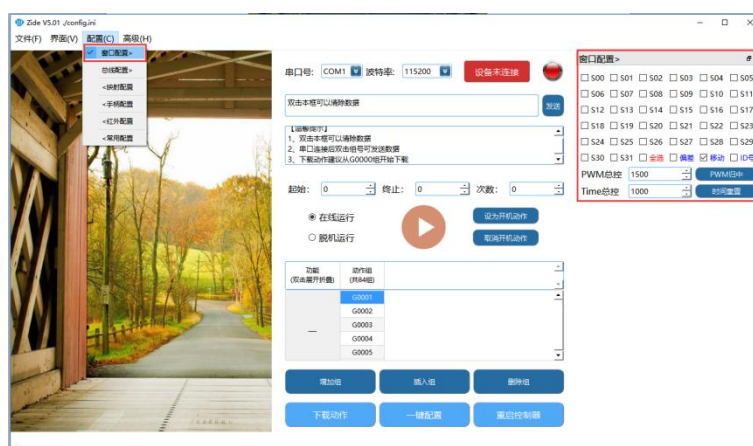 Zide V5.01 ./config.ini
文件(F) 界面(V) 配置(C) 高级(H)
窗口配置>
总线配置>
<映射配置
<手柄配置
<红外配置
<常用配置
串口号: COM1 波特率: 115200 设备未连接
双击本框可以清除数据 发送
【温馨提示】
1、双击本框可以清除数据
2、串口连接后双击组号可发送数据
3、下载动作建议从G0000组开始下载
起始: 0 终止: 0 次数: 0
在线运行 设为开机动作
脱机运行 取消开机动作
功能 动作组
(双击展开折叠) (共84组)
G0001
G0002
G0003
G0004
G0005
增加组 插入组 删除组
下载动作 一键配置 重启控制器
窗口配置>
S00 S01 S02 S03 S04 S05
S06 S07 S08 S09 S10 S11
S12 S13 S14 S15 S16 S17
S18 S19 S20 S21 S22 S23
S24 S25 S26 S27 S28 S29
S30 S31 全选 偏差 移动 ID号
PWM总控 1500 PWM归中
Time总控 1000 时间重置